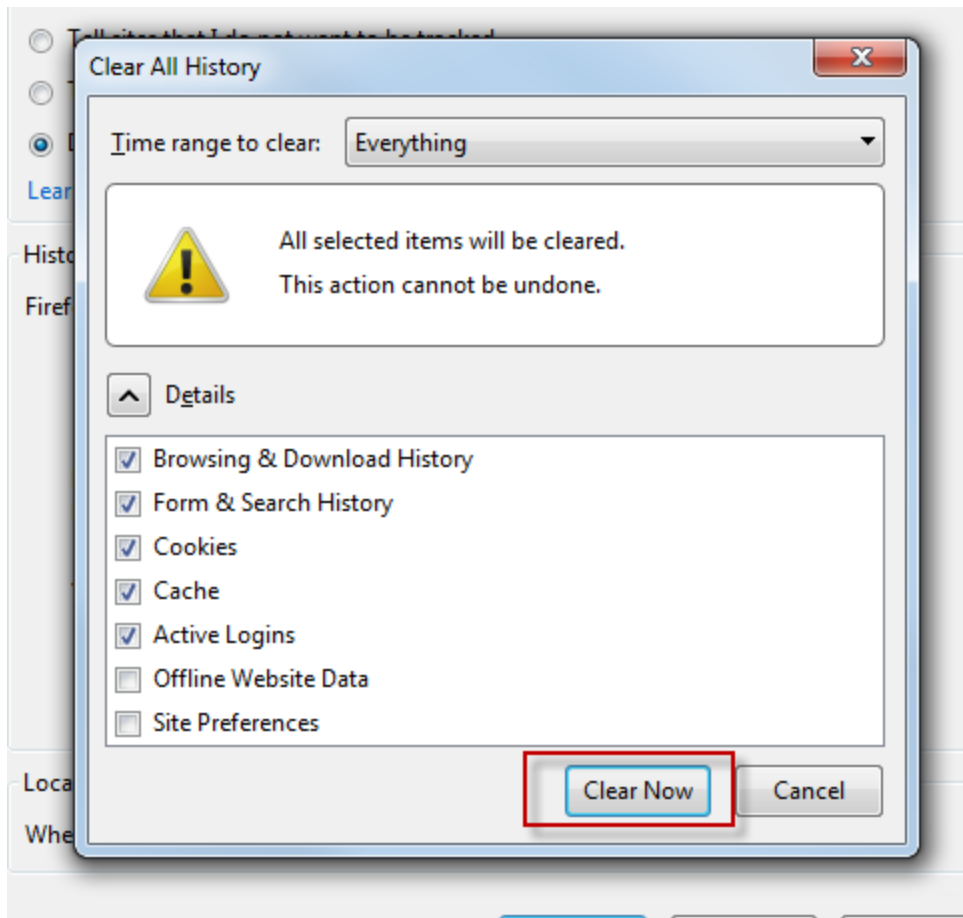 Clear All History
Time range to clear: Everything
All selected items will be cleared.
This action cannot be undone.
Lear
Histo
Firef
Details
Browsing & Download History
Form & Search History
Cookies
Cache
Active Logins
Offline Website Data
Site Preferences
Clear Now Cancel
Loca
Whe